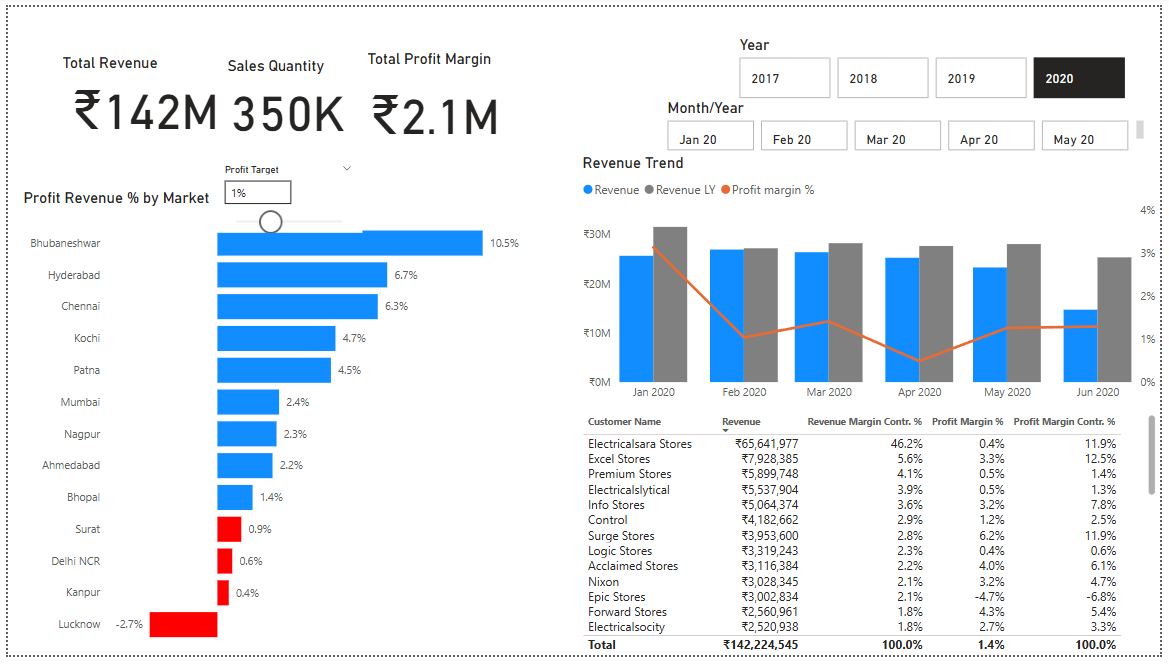 Total Revenue
₹142M
Sales Quantity
350K
Total Profit Margin
₹2.1M
Year
2017 2018 2019 2020
Month/Year
Jan 20 Feb 20 Mar 20 Apr 20 May 20
Profit Revenue % by Market
Profit Target
1%
Bhubaneshwar 10.5%
Hyderabad 6.7%
Chennai 6.3%
Kochi 4.7%
Patna 4.5%
Mumbai 2.4%
Nagpur 2.3%
Ahmedabad 2.2%
Bhopal 1.4%
Surat 0.9%
Delhi NCR 0.6%
Kanpur 0.4%
Lucknow -2.7%
Revenue Trend
Revenue Revenue LY Profit margin %
₹30M
₹20M
₹10M
₹0M
4%
3%
2%
1%
0%
Jan 2020 Feb 2020 Mar 2020 Apr 2020 May 2020 Jun 2020
Customer Name Revenue Revenue Margin Contr. % Profit Margin % Profit Margin Contr. %
Electricalsara Stores ₹65,641,977 46.2% 0.4% 11.9%
Excel Stores ₹7,928,385 5.6% 3.3% 12.5%
Premium Stores ₹5,899,748 4.1% 0.5% 1.4%
Electricalslytical ₹5,537,904 3.9% 0.5% 1.3%
Info Stores ₹5,064,374 3.6% 3.2% 7.8%
Control ₹4,182,662 2.9% 1.2% 2.5%
Surge Stores ₹3,953,600 2.8% 6.2% 11.9%
Logic Stores ₹3,319,243 2.3% 0.4% 0.6%
Acclaimed Stores ₹3,116,384 2.2% 4.0% 6.1%
Nixon ₹3,028,345 2.1% 3.2% 4.7%
Epic Stores ₹3,002,834 2.1% -4.7% -6.8%
Forward Stores ₹2,560,961 1.8% 4.3% 5.4%
Electricalsocity ₹2,520,938 1.8% 2.7% 3.3%
Total ₹142,224,545 100.0% 1.4% 100.0%